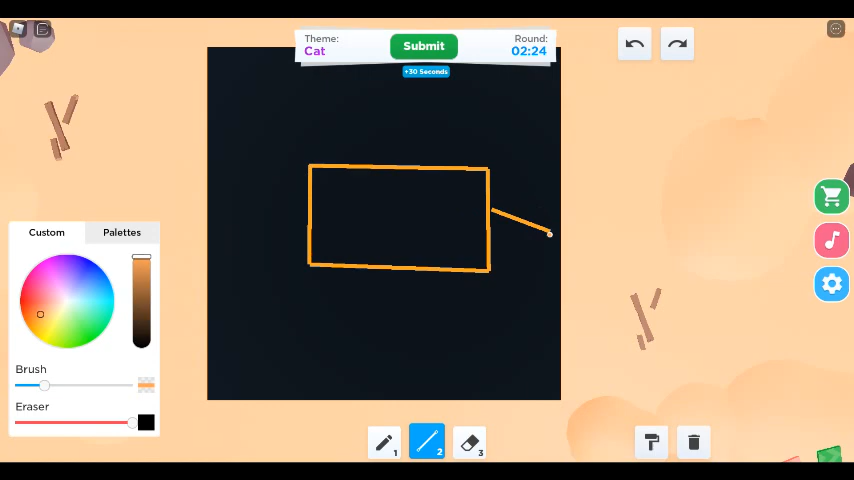 Theme:
Cat
Submit
Round:
02:24
+30 Seconds
Custom
Palettes
Brush
Eraser
1
2
3